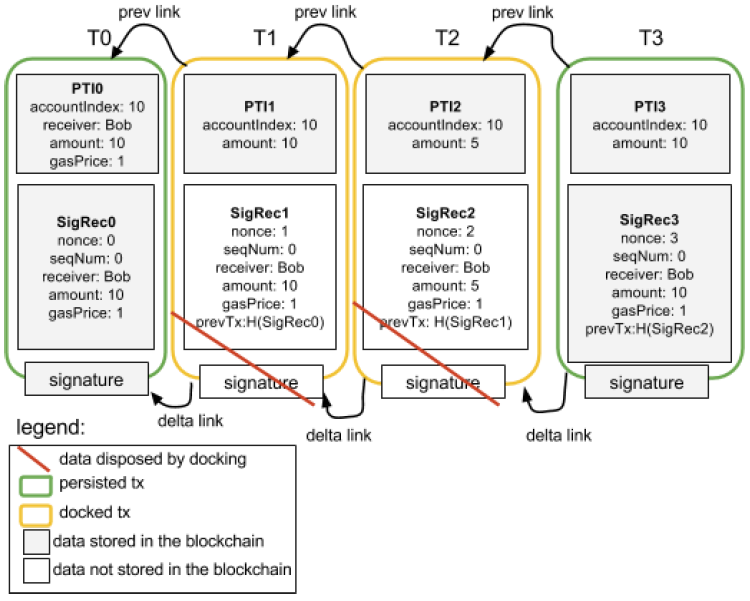 prev link
prev link
prev link
T0
T1
T2
T3
PTI0
accountIndex: 10
receiver: Bob
amount: 10
gasPrice: 1
PTI1
accountIndex: 10
amount: 10
PTI2
accountIndex: 10
amount: 5
PTI3
accountIndex: 10
amount: 10
SigRec0
nonce: 0
seqNum: 0
receiver: Bob
amount: 10
gasPrice: 1
SigRec1
nonce: 1
seqNum: 0
receiver: Bob
amount: 10
gasPrice: 1
prevTx:H(SigRec0)
SigRec2
nonce: 2
seqNum: 0
receiver: Bob
amount: 5
gasPrice: 1
prevTx: H(SigRec1)
SigRec3
nonce: 3
seqNum: 0
receiver: Bob
amount: 10
gasPrice: 1
prevTx:H(SigRec2)
signature
signature
signature
signature
delta link
delta link
delta link
legend:
data disposed by docking
persisted tx
docked tx
data stored in the blockchain
data not stored in the blockchain